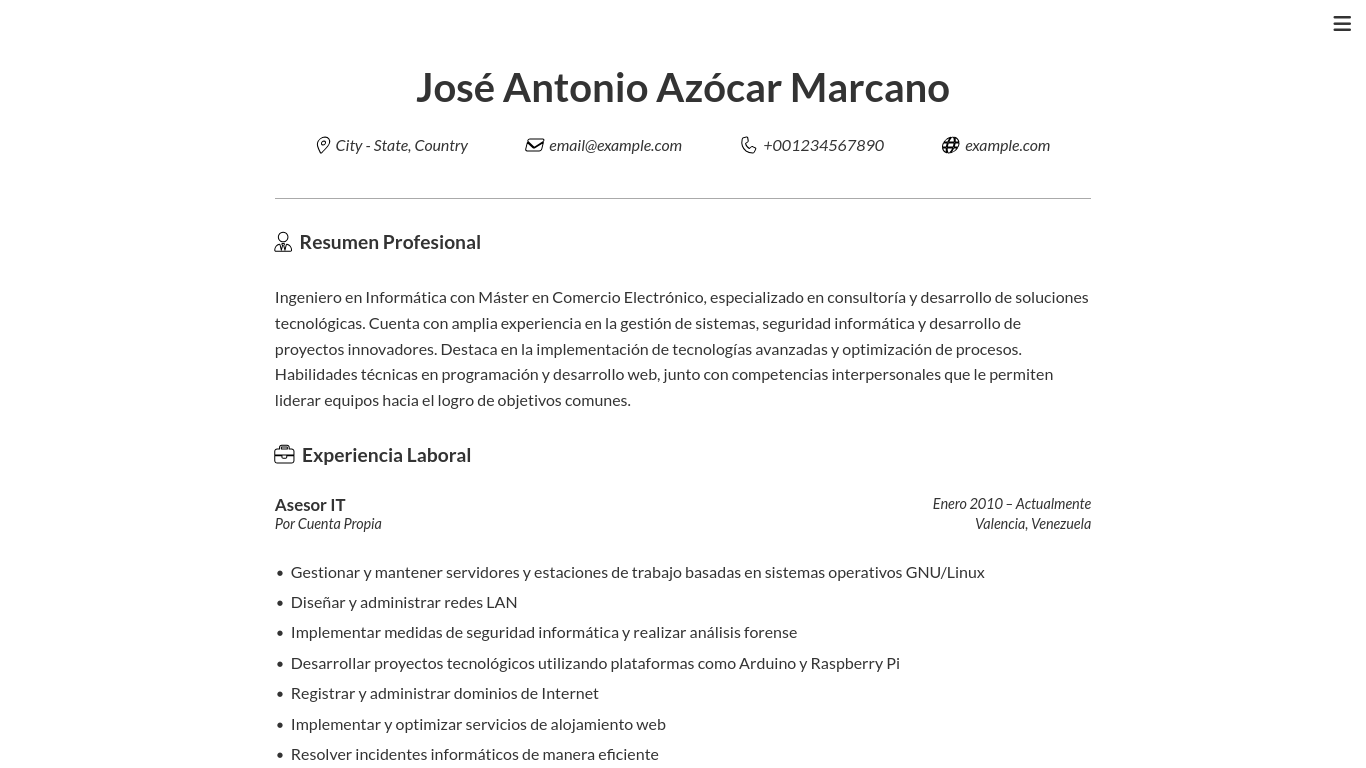 José Antonio Azócar Marcano
City - State, Country email@example.com +001234567890 example.com
Resumen Profesional
Ingeniero en Informática con Máster en Comercio Electrónico, especializado en consultoría y desarrollo de soluciones
tecnológicas. Cuenta con amplia experiencia en la gestión de sistemas, seguridad informática y desarrollo de
proyectos innovadores. Destaca en la implementación de tecnologías avanzadas y optimización de procesos.
Habilidades técnicas en programación y desarrollo web, junto con competencias interpersonales que le permiten
liderar equipos hacia el logro de objetivos comunes.
Experiencia Laboral
Asesor IT Enero 2010 – Actualmente
Por Cuenta Propia Valencia, Venezuela
• Gestionar y mantener servidores y estaciones de trabajo basadas en sistemas operativos GNU/Linux
• Diseñar y administrar redes LAN
• Implementar medidas de seguridad informática y realizar análisis forense
• Desarrollar proyectos tecnológicos utilizando plataformas como Arduino y Raspberry Pi
• Registrar y administrar dominios de Internet
• Implementar y optimizar servicios de alojamiento web
• Resolver incidentes informáticos de manera eficiente